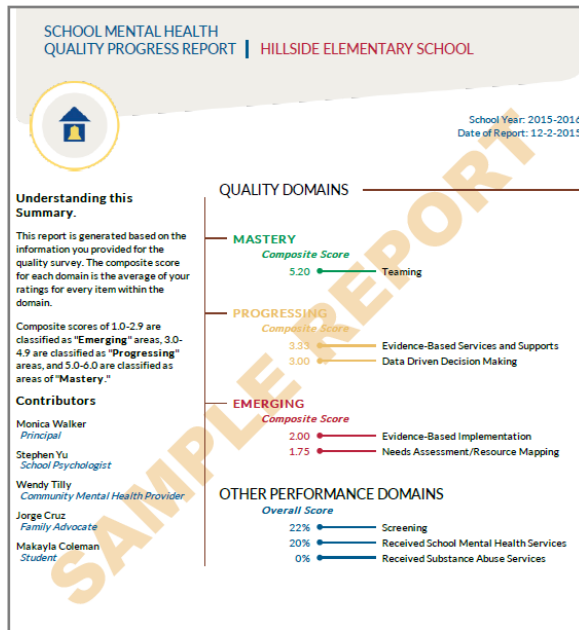 SCHOOL MENTAL HEALTH
QUALITY PROGRESS REPORT | HILLSIDE ELEMENTARY SCHOOL
School Year: 2015-2016
Date of Report: 12-2-2015
Understanding this
Summary.
This report is generated based on the
information you provided for the
quality survey. The composite score
for each domain is the average of your
ratings for every item within the
domain.
Composite scores of 1.0-2.9 are
classified as "Emerging" areas, 3.0-
4.9 are classified as "Progressing"
areas, and 5.0-6.0 are classified as
areas of "Mastery."
Contributors
Monica Walker
Principal
Stephen Yu
School Psychologist
Wendy Tilly
Community Mental Health Provider
Jorge Cruz
Family Advocate
Makayla Coleman
Student
QUALITY DOMAINS
MASTERY
Composite Score
5.20 Teaming
PROGRESSING
Composite Score
3.33 Evidence-Based Services and Supports
3.00 Data Driven Decision Making
EMERGING
Composite Score
2.00 Evidence-Based Implementation
1.75 Needs Assessment/Resource Mapping
OTHER PERFORMANCE DOMAINS
Overall Score
22% Screening
20% Received School Mental Health Services
0% Received Substance Abuse Services
SAMPLE REPORT